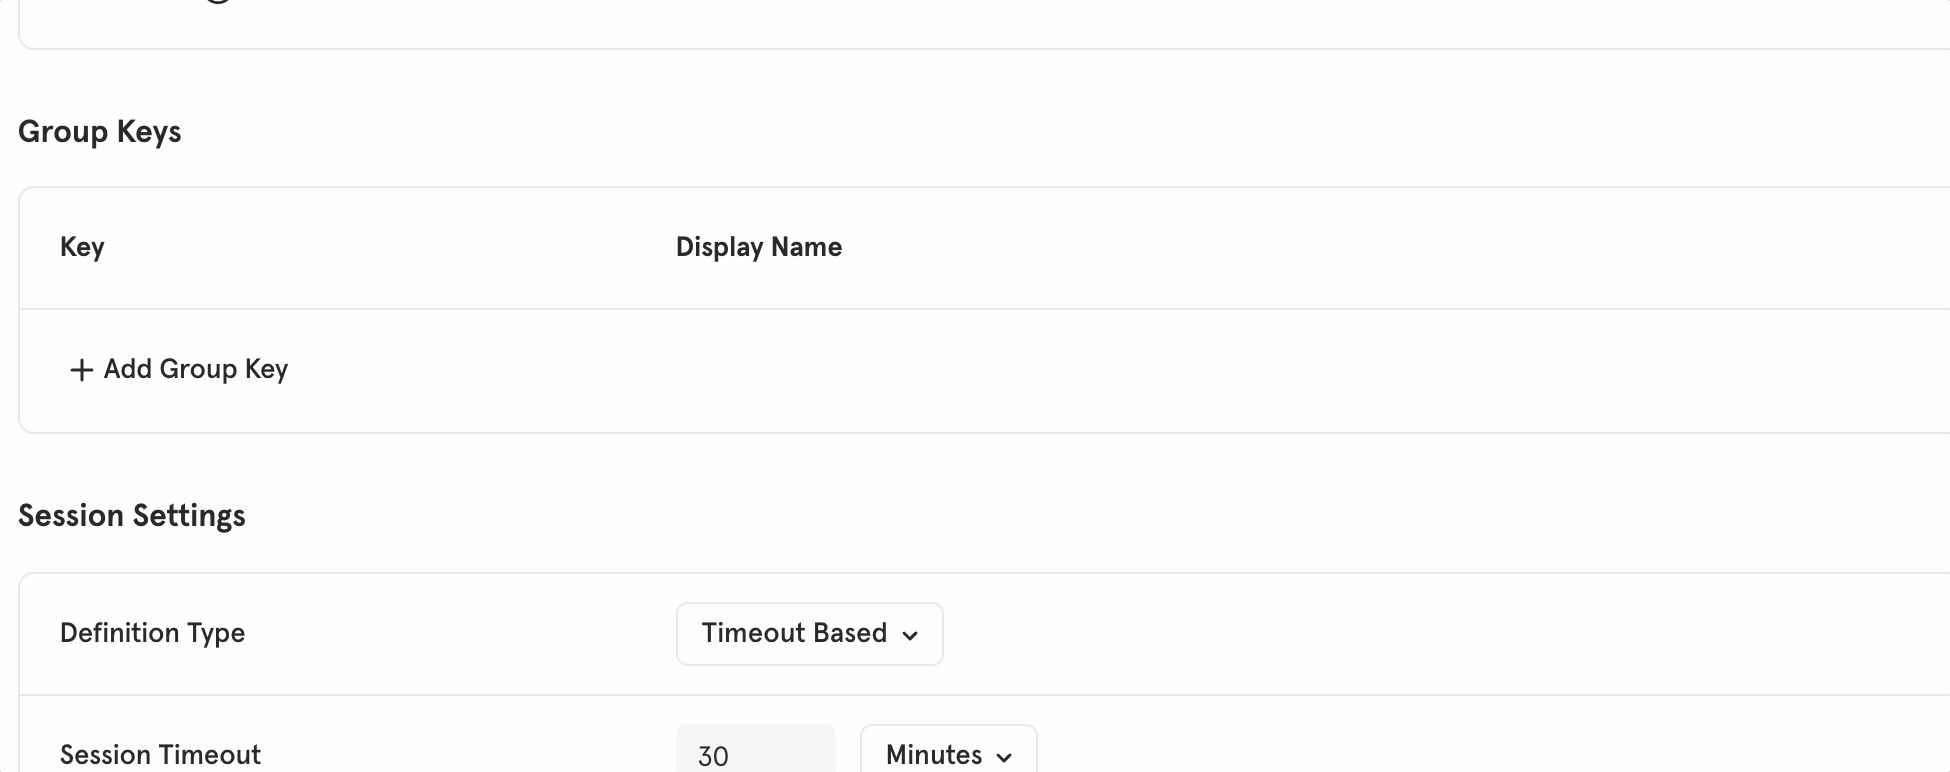 Group Keys
Key Display Name
Add Group Key
Session Settings
Definition Type Timeout Based
Session Timeout 30 Minutes